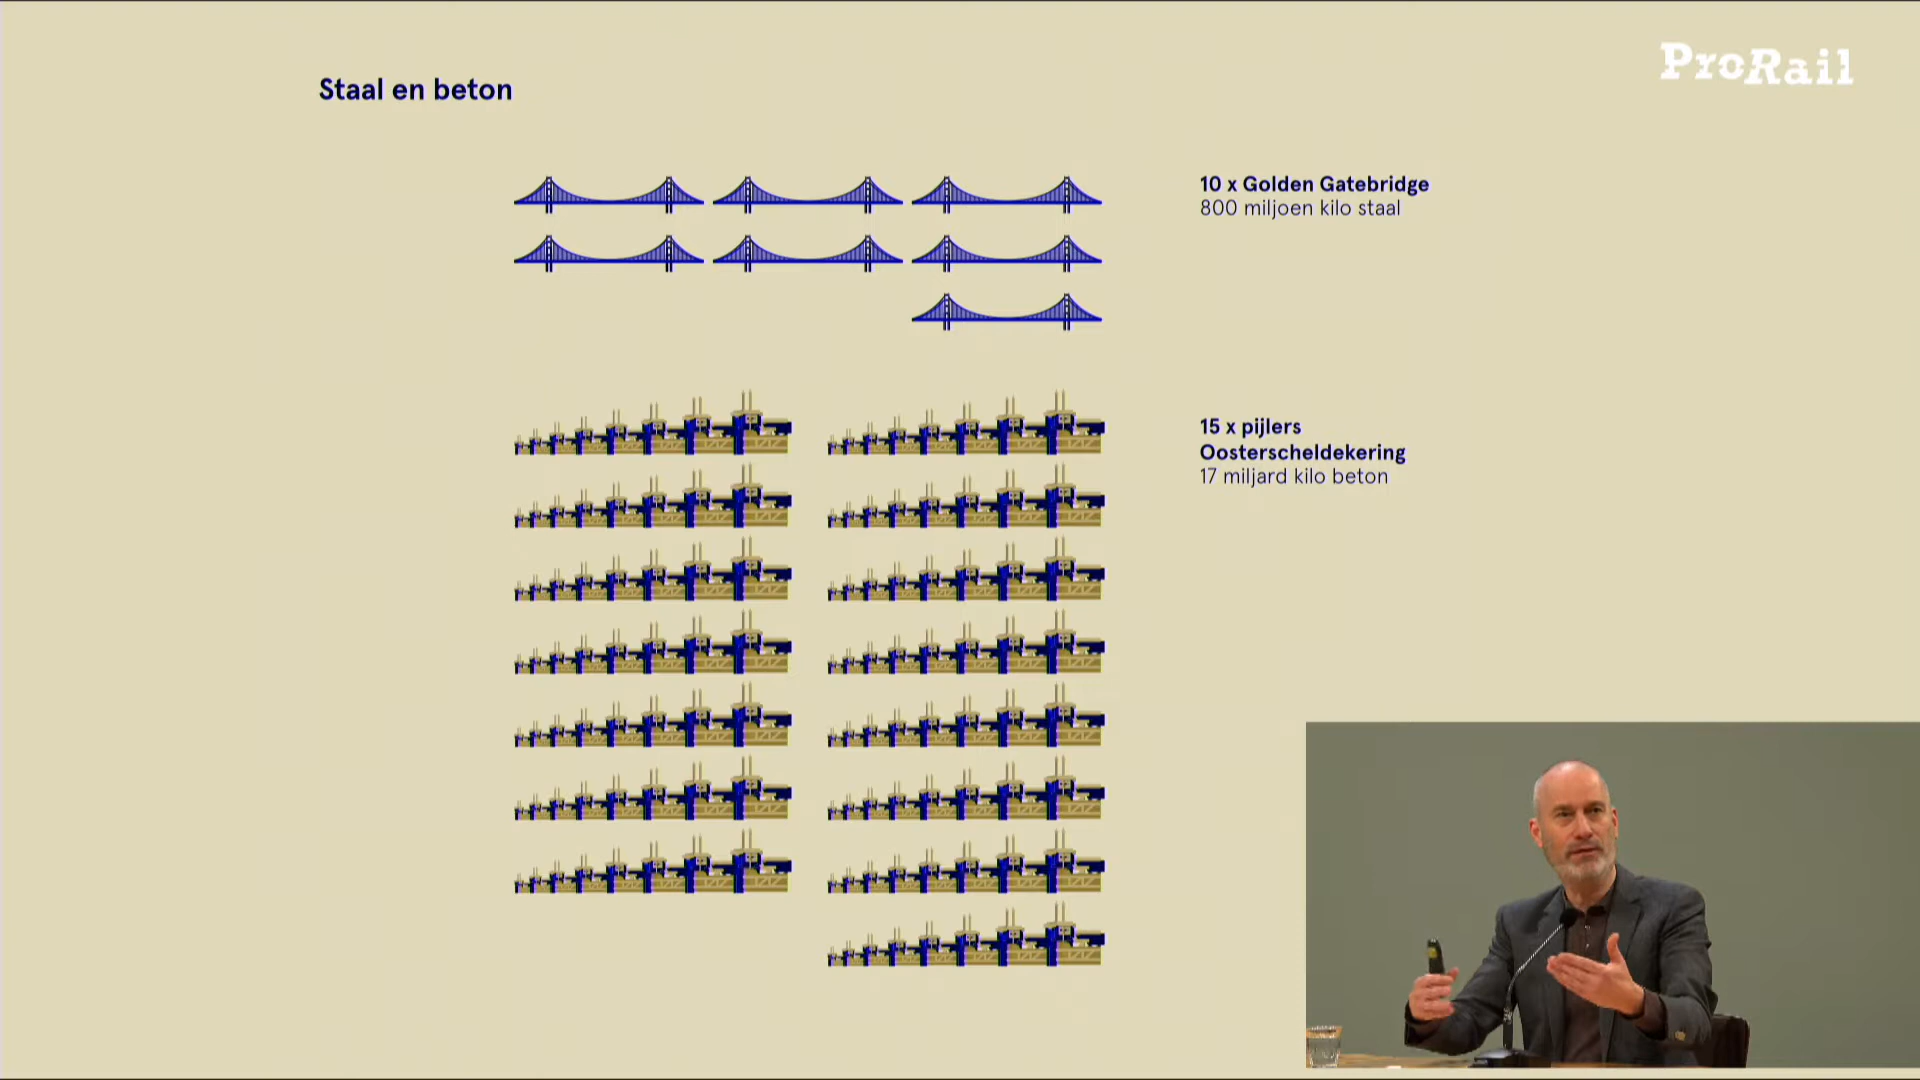 ProRail
Staal en beton
10 x Golden Gatebridge
800 miljoen kilo staal
15 x pijlers
Oosterscheldekering
17 miljard kilo beton